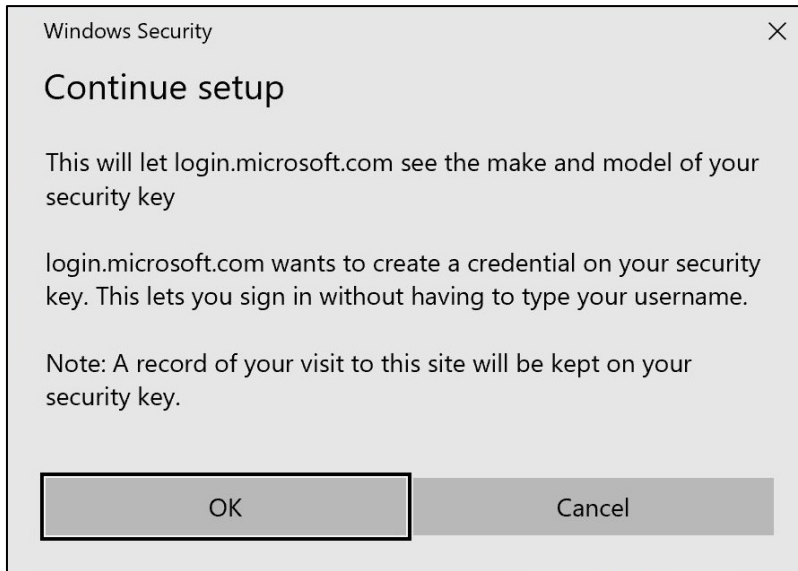 Windows Security
Continue setup
This will let login.microsoft.com see the make and model of your
security key
login.microsoft.com wants to create a credential on your security
key. This lets you sign in without having to type your username.
Note: A record of your visit to this site will be kept on your
security key.
OK
Cancel